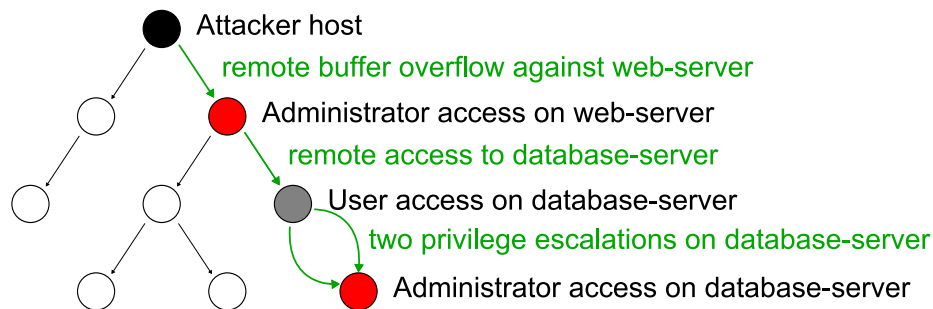 Attacker host
remote buffer overflow against web-server
Administrator access on web-server
remote access to database-server
User access on database-server
two privilege escalations on database-server
Administrator access on database-server